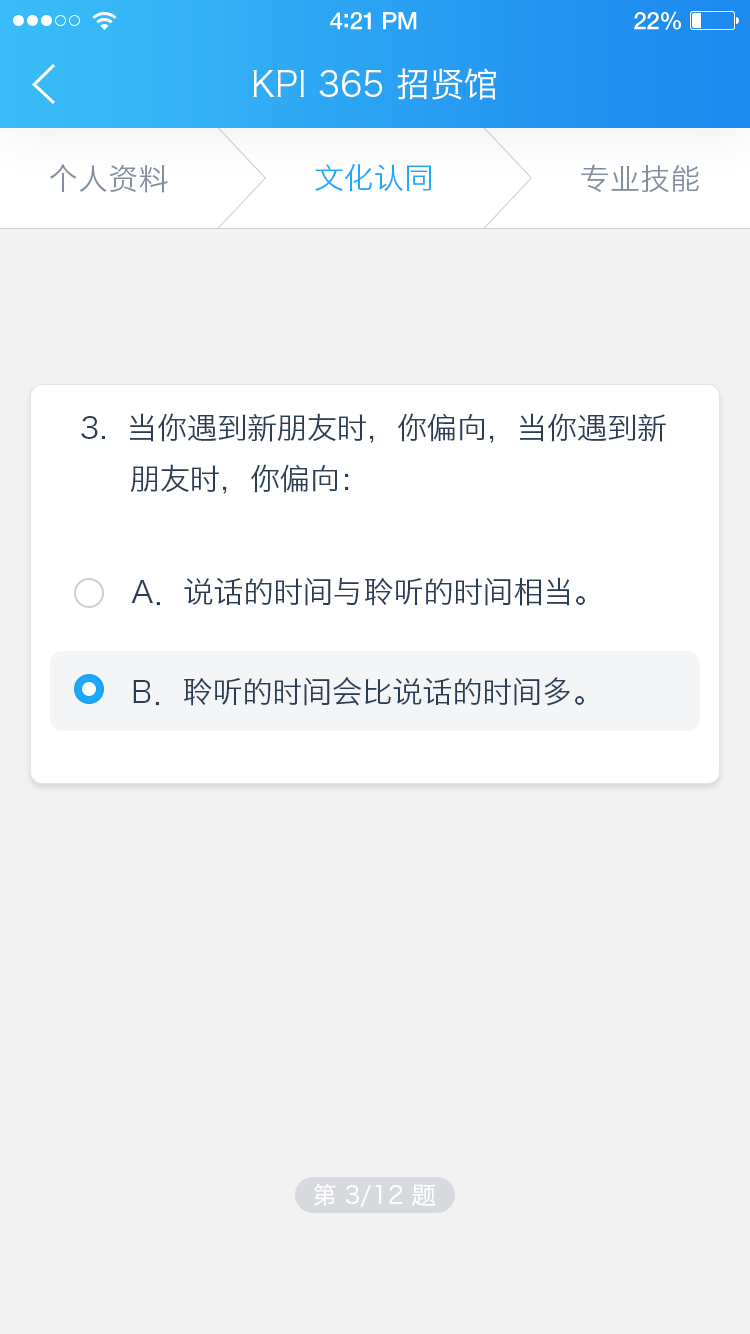 4:21 PM 22%
KPI 365 招贤馆
个人资料 文化认同 专业技能
3. 当你遇到新朋友时，你偏向，当你遇到新
朋友时，你偏向：
A. 说话的时间与聆听的时间相当。
B. 聆听的时间会比说话的时间多。
第 3/12 题